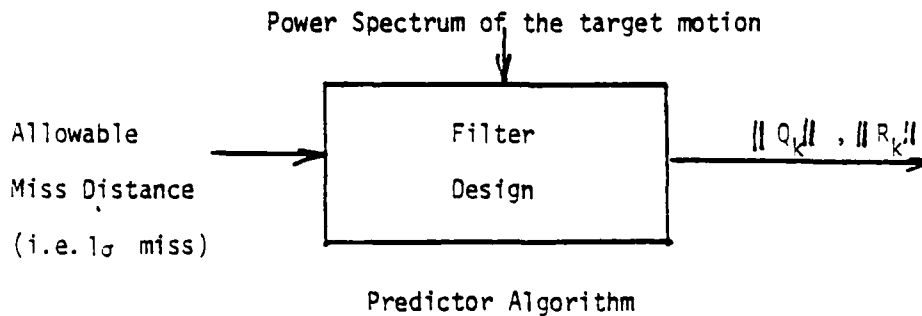 Power Spectrum of the target motion
Allowable
Miss Distance
(i.e. 1σ miss)
Filter
Design
‖ Q_k‖ , ‖ R_k‖
Predictor Algorithm